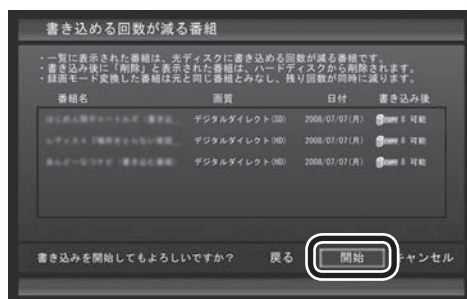 書き込める回数が減る番組
・一覧に表示された番組は、光ディスクに書き込める回数が減る番組です。
・書き込み後に「削除」と表示された番組は、ハードディスクから削除されます。
・録画モード変換した番組は元と同じ番組とみなし、残り回数が同時に減ります。
番組名 画質 日付 書き込み後
デジタルダイレクト(SD) 2008/07/07(月) 8 可能
デジタルダイレクト(HD) 2008/07/07(月) 8 可能
デジタルダイレクト(HD) 2008/07/07(月) 8 可能
書き込みを開始してもよろしいですか? 戻る 開始 キャンセル